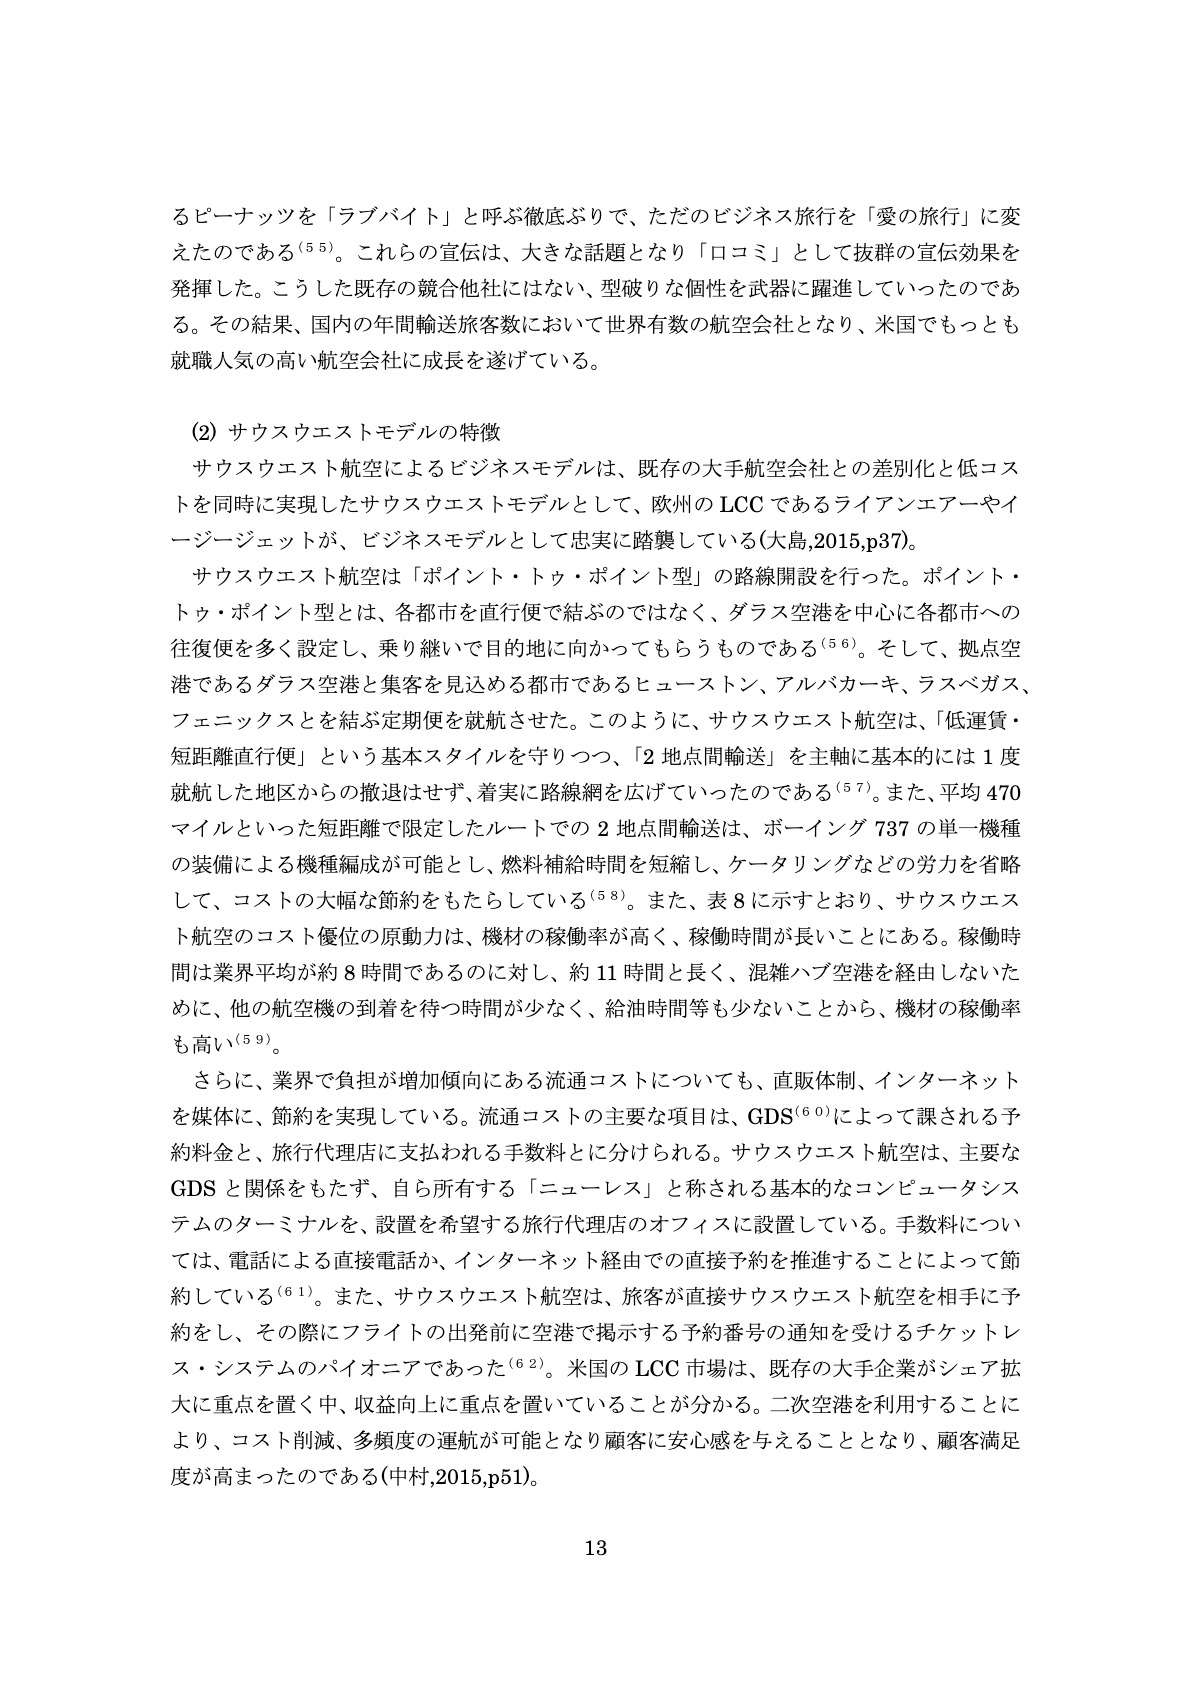 るピーナッツを「ラブバイト」と呼ぶ徹底ぶりで、ただのビジネス旅行を「愛の旅行」に変
えたのである(55)。これらの宣伝は、大きな話題となり「口コミ」として抜群の宣伝効果を
発揮した。こうした既存の競合他社にはない、型破りな個性を武器に躍進していったのであ
る。その結果、国内の年間輸送旅客数において世界有数の航空会社となり、米国でもっとも
就職人気の高い航空会社に成長を遂げている。
(2) サウスウエストモデルの特徴
サウスウエスト航空によるビジネスモデルは、既存の大手航空会社との差別化と低コス
トを同時に実現したサウスウエストモデルとして、欧州の LCC であるライアンエアーやイ
ージージェットが、ビジネスモデルとして忠実に踏襲している(大島,2015,p37)。
サウスウエスト航空は「ポイント・トゥ・ポイント型」の路線開設を行った。ポイント・
トゥ・ポイント型とは、各都市を直行便で結ぶのではなく、ダラス空港を中心に各都市への
往復便を多く設定し、乗り継いで目的地に向かってもらうものである(56)。そして、拠点空
港であるダラス空港と集客を見込める都市であるヒューストン、アルバカーキ、ラスベガス、
フェニックスとを結ぶ定期便を就航させた。このように、サウスウエスト航空は、「低運賃・
短距離直行便」という基本スタイルを守りつつ、「2 地点間輸送」を主軸に基本的には 1 度
就航した地区からの撤退はせず、着実に路線網を広げていったのである(57)。また、平均 470
マイルといった短距離で限定したルートでの 2 地点間輸送は、ボーイング 737 の単一機種
の装備による機種編成が可能とし、燃料補給時間を短縮し、ケータリングなどの労力を省略
して、コストの大幅な節約をもたらしている(58)。また、表 8 に示すとおり、サウスウエス
ト航空のコスト優位の原動力は、機材の稼働率が高く、稼働時間が長いことにある。稼働時
間は業界平均が約 8 時間であるのに対し、約 11 時間と長く、混雑ハブ空港を経由しないた
めに、他の航空機の到着を待つ時間が少なく、給油時間等も少ないことから、機材の稼働率
も高い(59)。
さらに、業界で負担が増加傾向にある流通コストについても、直販体制、インターネット
を媒体に、節約を実現している。流通コストの主要な項目は、GDS(60)によって課される予
約料金と、旅行代理店に支払われる手数料とに分けられる。サウスウエスト航空は、主要な
GDS と関係をもたず、自ら所有する「ニューレス」と称される基本的なコンピュータシス
テムのターミナルを、設置を希望する旅行代理店のオフィスに設置している。手数料につい
ては、電話による直接電話か、インターネット経由での直接予約を推進することによって節
約している(61)。また、サウスウエスト航空は、旅客が直接サウスウエスト航空を相手に予
約をし、その際にフライトの出発前に空港で掲示する予約番号の通知を受けるチケットレ
ス・システムのパイオニアであった(62)。米国の LCC 市場は、既存の大手企業がシェア拡
大に重点を置く中、収益向上に重点を置いていることが分かる。二次空港を利用することに
より、コスト削減、多頻度の運航が可能となり顧客に安心感を与えることとなり、顧客満足
度が高まったのである(中村,2015,p51)。
13